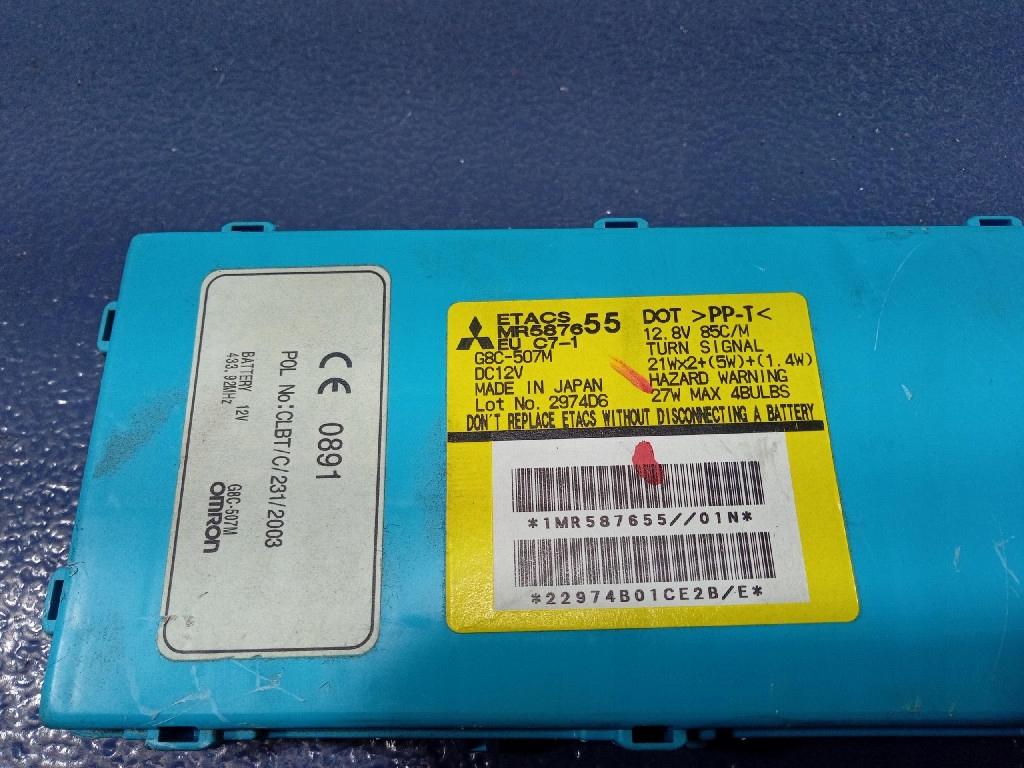 CE 0891
POL No:CLBT/C/231/2003
BATTERY 12V
433.92MHz
G8C-507M
OMRON
ETACS
MR587655
EU C7-1
G8C-507M
DC12V
MADE IN JAPAN
Lot No. 2974D6
DOT >PP-T<
12.8V 85C/M
TURN SIGNAL
21W×2+(5W)+(1.4W)
HAZARD WARNING
27W MAX 4BULBS
DON'T REPLACE ETACS WITHOUT DISCONNECTING A BATTERY
*1MR587655//01N*
*22974B01CE2B/E*